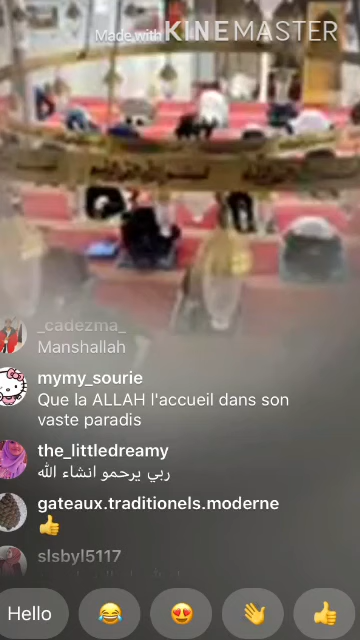 Made with KINEMASTER
_cadezma_
Manshallah
mymy_sourie
Que la ALLAH l'accueil dans son
vaste paradis
the_littledreamy
ربي يرحمو انشاء الله
gateaux.traditionels.moderne
👍
slsbyl5117
Hello 😂 😍 👋 👍